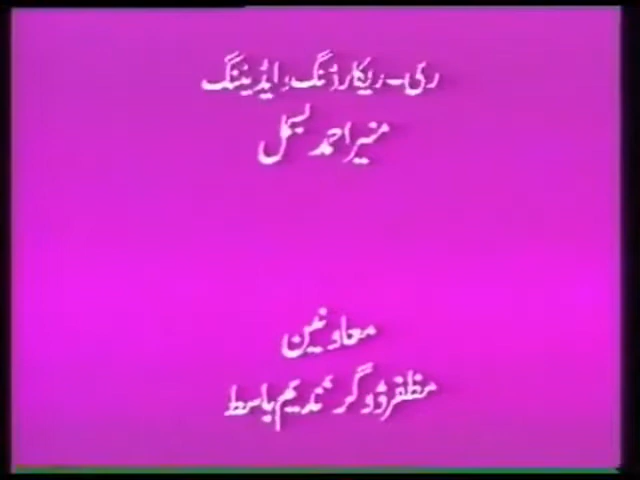 ری-ریکارڈنگ، ایڈیٹنگ
منیر احمد بسمل
معاونین
مظفر ڈوگر، ندیم باسط